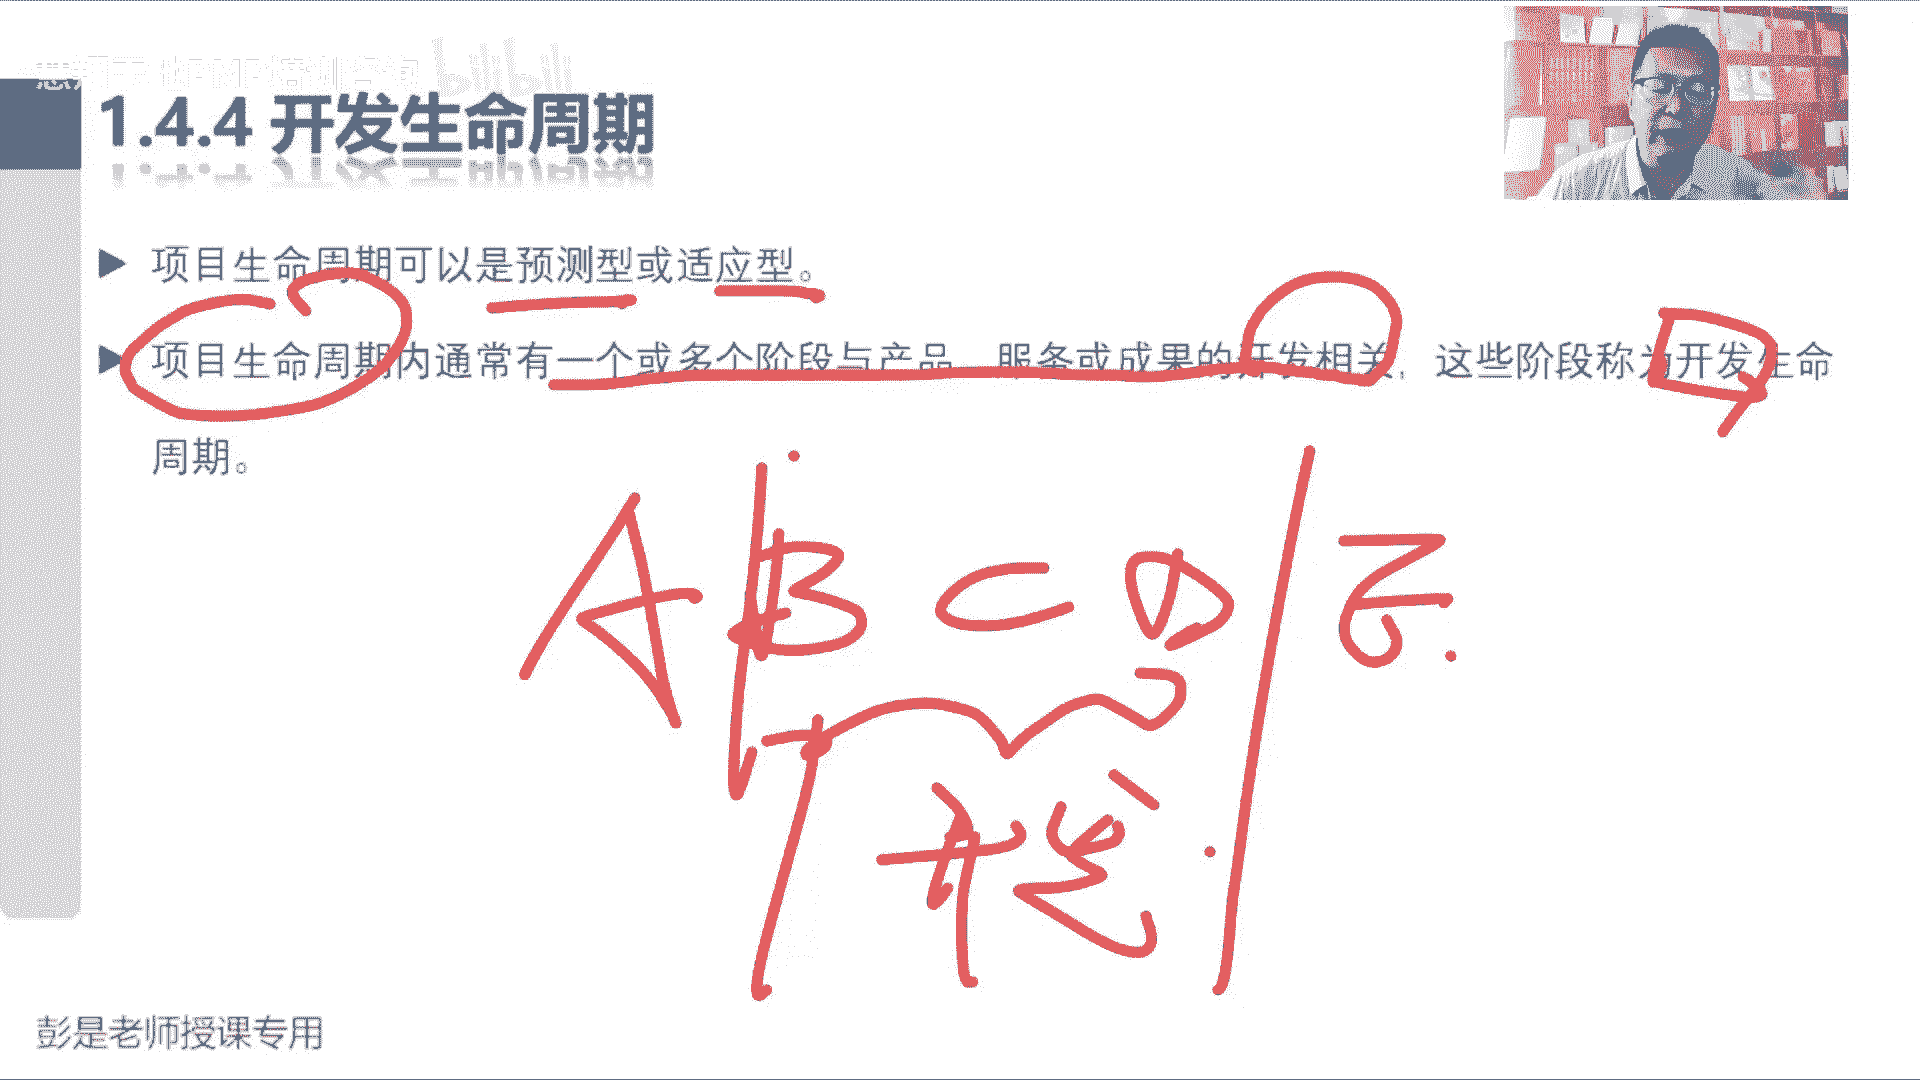 bilibili
1.4.4 开发生命周期
项目生命周期可以是预测型或适应型。
项目生命周期内通常有一个或多个阶段与产品、服务或成果的开发相关，这些阶段称为开发生命
周期。
A B C D E
开发
彭是老师授课专用